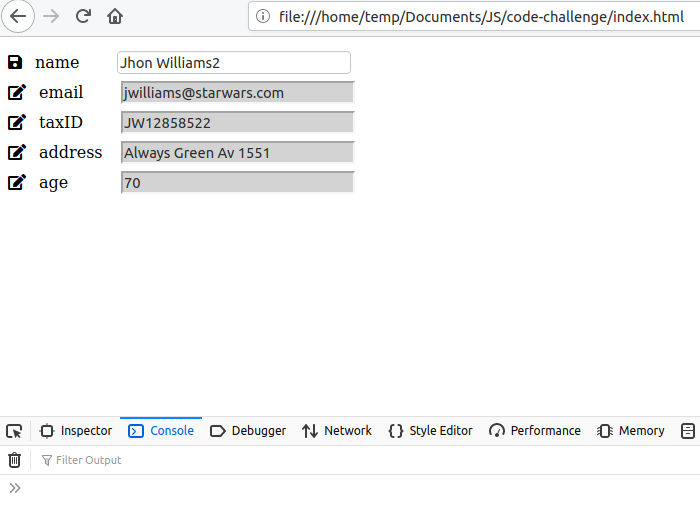 file:///home/temp/Documents/JS/code-challenge/index.html
name Jhon Williams2
email jwilliams@starwars.com
taxID JW12858522
address Always Green Av 1551
age 70
Inspector Console Debugger Network Style Editor Performance Memory
Filter Output